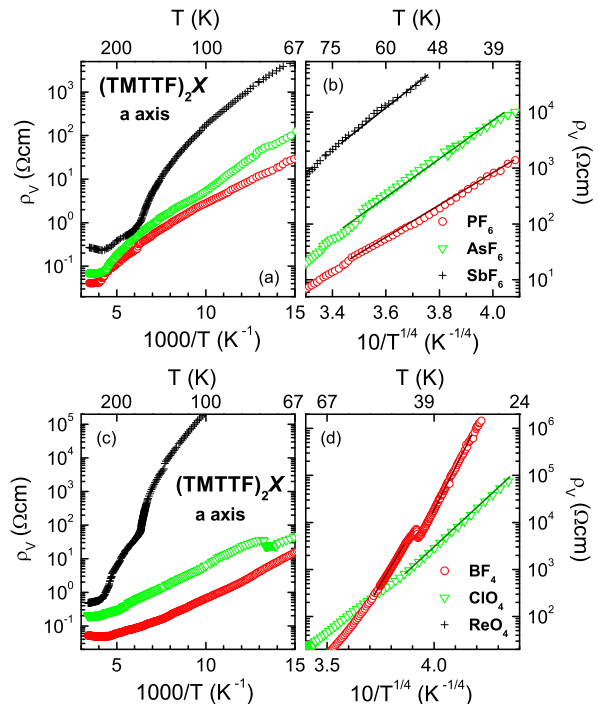 T (K)
T (K)
200
100
67
75
60
48
39
10³
10²
10¹
10⁰
10⁻¹
ρV (Ωcm)
(TMTTF)₂X
a axis
(a)
5
10
15
1000/T (K⁻¹)
(b)
10⁴
10³
10²
10¹
ρV (Ωcm)
PF₆
AsF₆
SbF₆
3.4
3.6
3.8
4.0
10/T¹/⁴ (K⁻¹/⁴)
T (K)
T (K)
200
100
67
67
39
24
10⁵
10⁴
10³
10²
10¹
10⁰
10⁻¹
ρV (Ωcm)
(c)
(TMTTF)₂X
a axis
5
10
15
1000/T (K⁻¹)
(d)
10⁶
10⁵
10⁴
10³
10²
ρV (Ωcm)
BF₄
ClO₄
ReO₄
3.5
4.0
10/T¹/⁴ (K⁻¹/⁴)